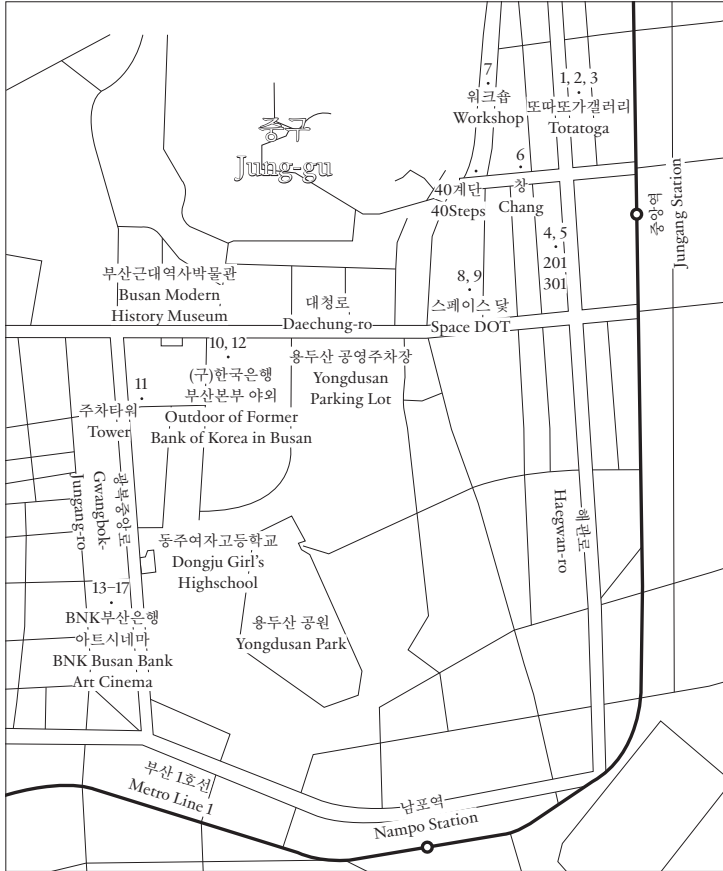 7
워크숍
Workshop
1, 2, 3
또따또가갤러리
Totatoga
중구
Jung-gu
6
창
Chang
40계단
40Steps
중앙역
Jungang Station
4, 5
201
301
8, 9
스페이스 닻
Space DOT
부산근대역사박물관
Busan Modern
History Museum
대청로
Daechung-ro
10, 12
(구)한국은행
부산본부 야외
Outdoor of Former
Bank of Korea in Busan
용두산 공영주차장
Yongdusan
Parking Lot
11
주차타워
Tower
광복중앙로
Gwangbok-
Jungang-ro
해관로
Haegwan-ro
동주여자고등학교
Dongju Girl's
Highschool
13–17
BNK부산은행
아트시네마
BNK Busan Bank
Art Cinema
용두산 공원
Yongdusan Park
부산 1호선
Metro Line 1
남포역
Nampo Station